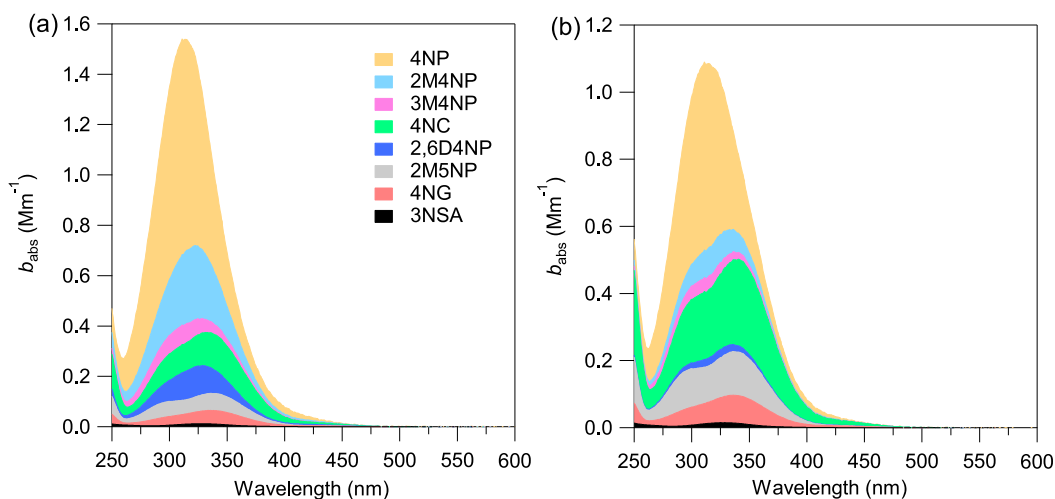 (a)
1.6
1.4
1.2
1.0
0.8
0.6
0.4
0.2
0.0
b_abs (Mm⁻¹)
4NP
2M4NP
3M4NP
4NC
2,6D4NP
2M5NP
4NG
3NSA
250 300 350 400 450 500 550 600
Wavelength (nm)
(b)
1.2
1.0
0.8
0.6
0.4
0.2
0.0
b_abs (Mm⁻¹)
250 300 350 400 450 500 550 600
Wavelength (nm)